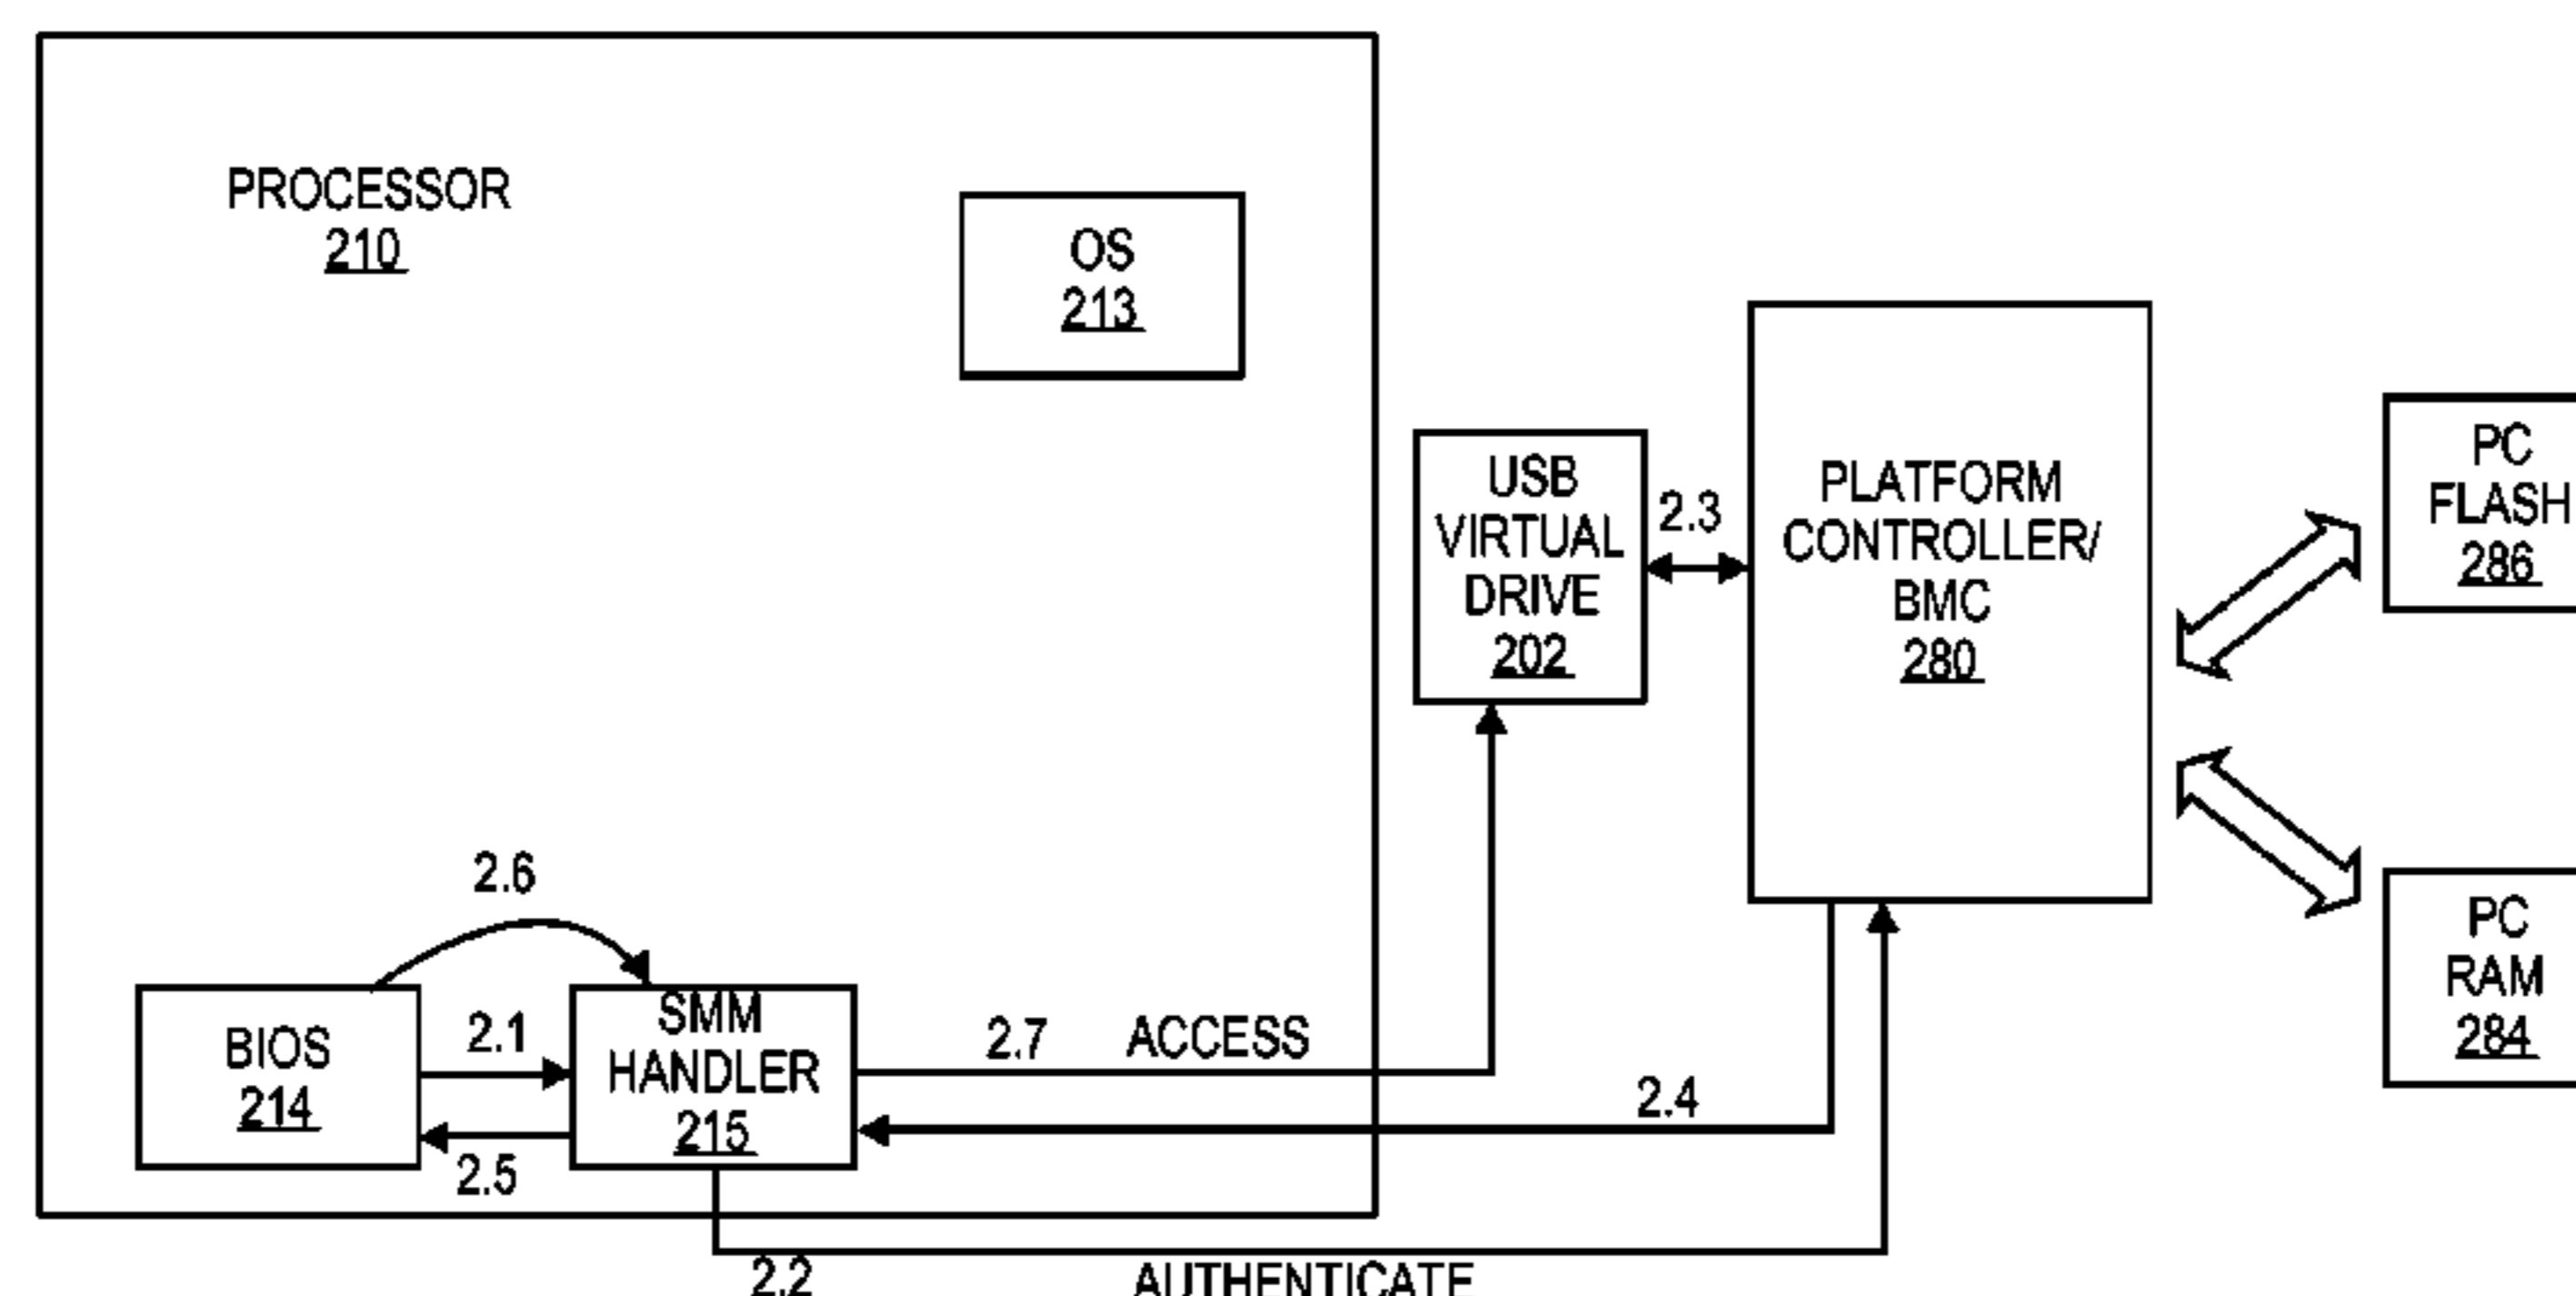 PROCESSOR
210
OS
213
USB
VIRTUAL
DRIVE
202
2.3
PLATFORM
CONTROLLER/
BMC
280
PC
FLASH
286
PC
RAM
284
2.6
BIOS
214
2.1
2.5
SMM
HANDLER
215
2.7 ACCESS
2.4
2.2 AUTHENTICATE